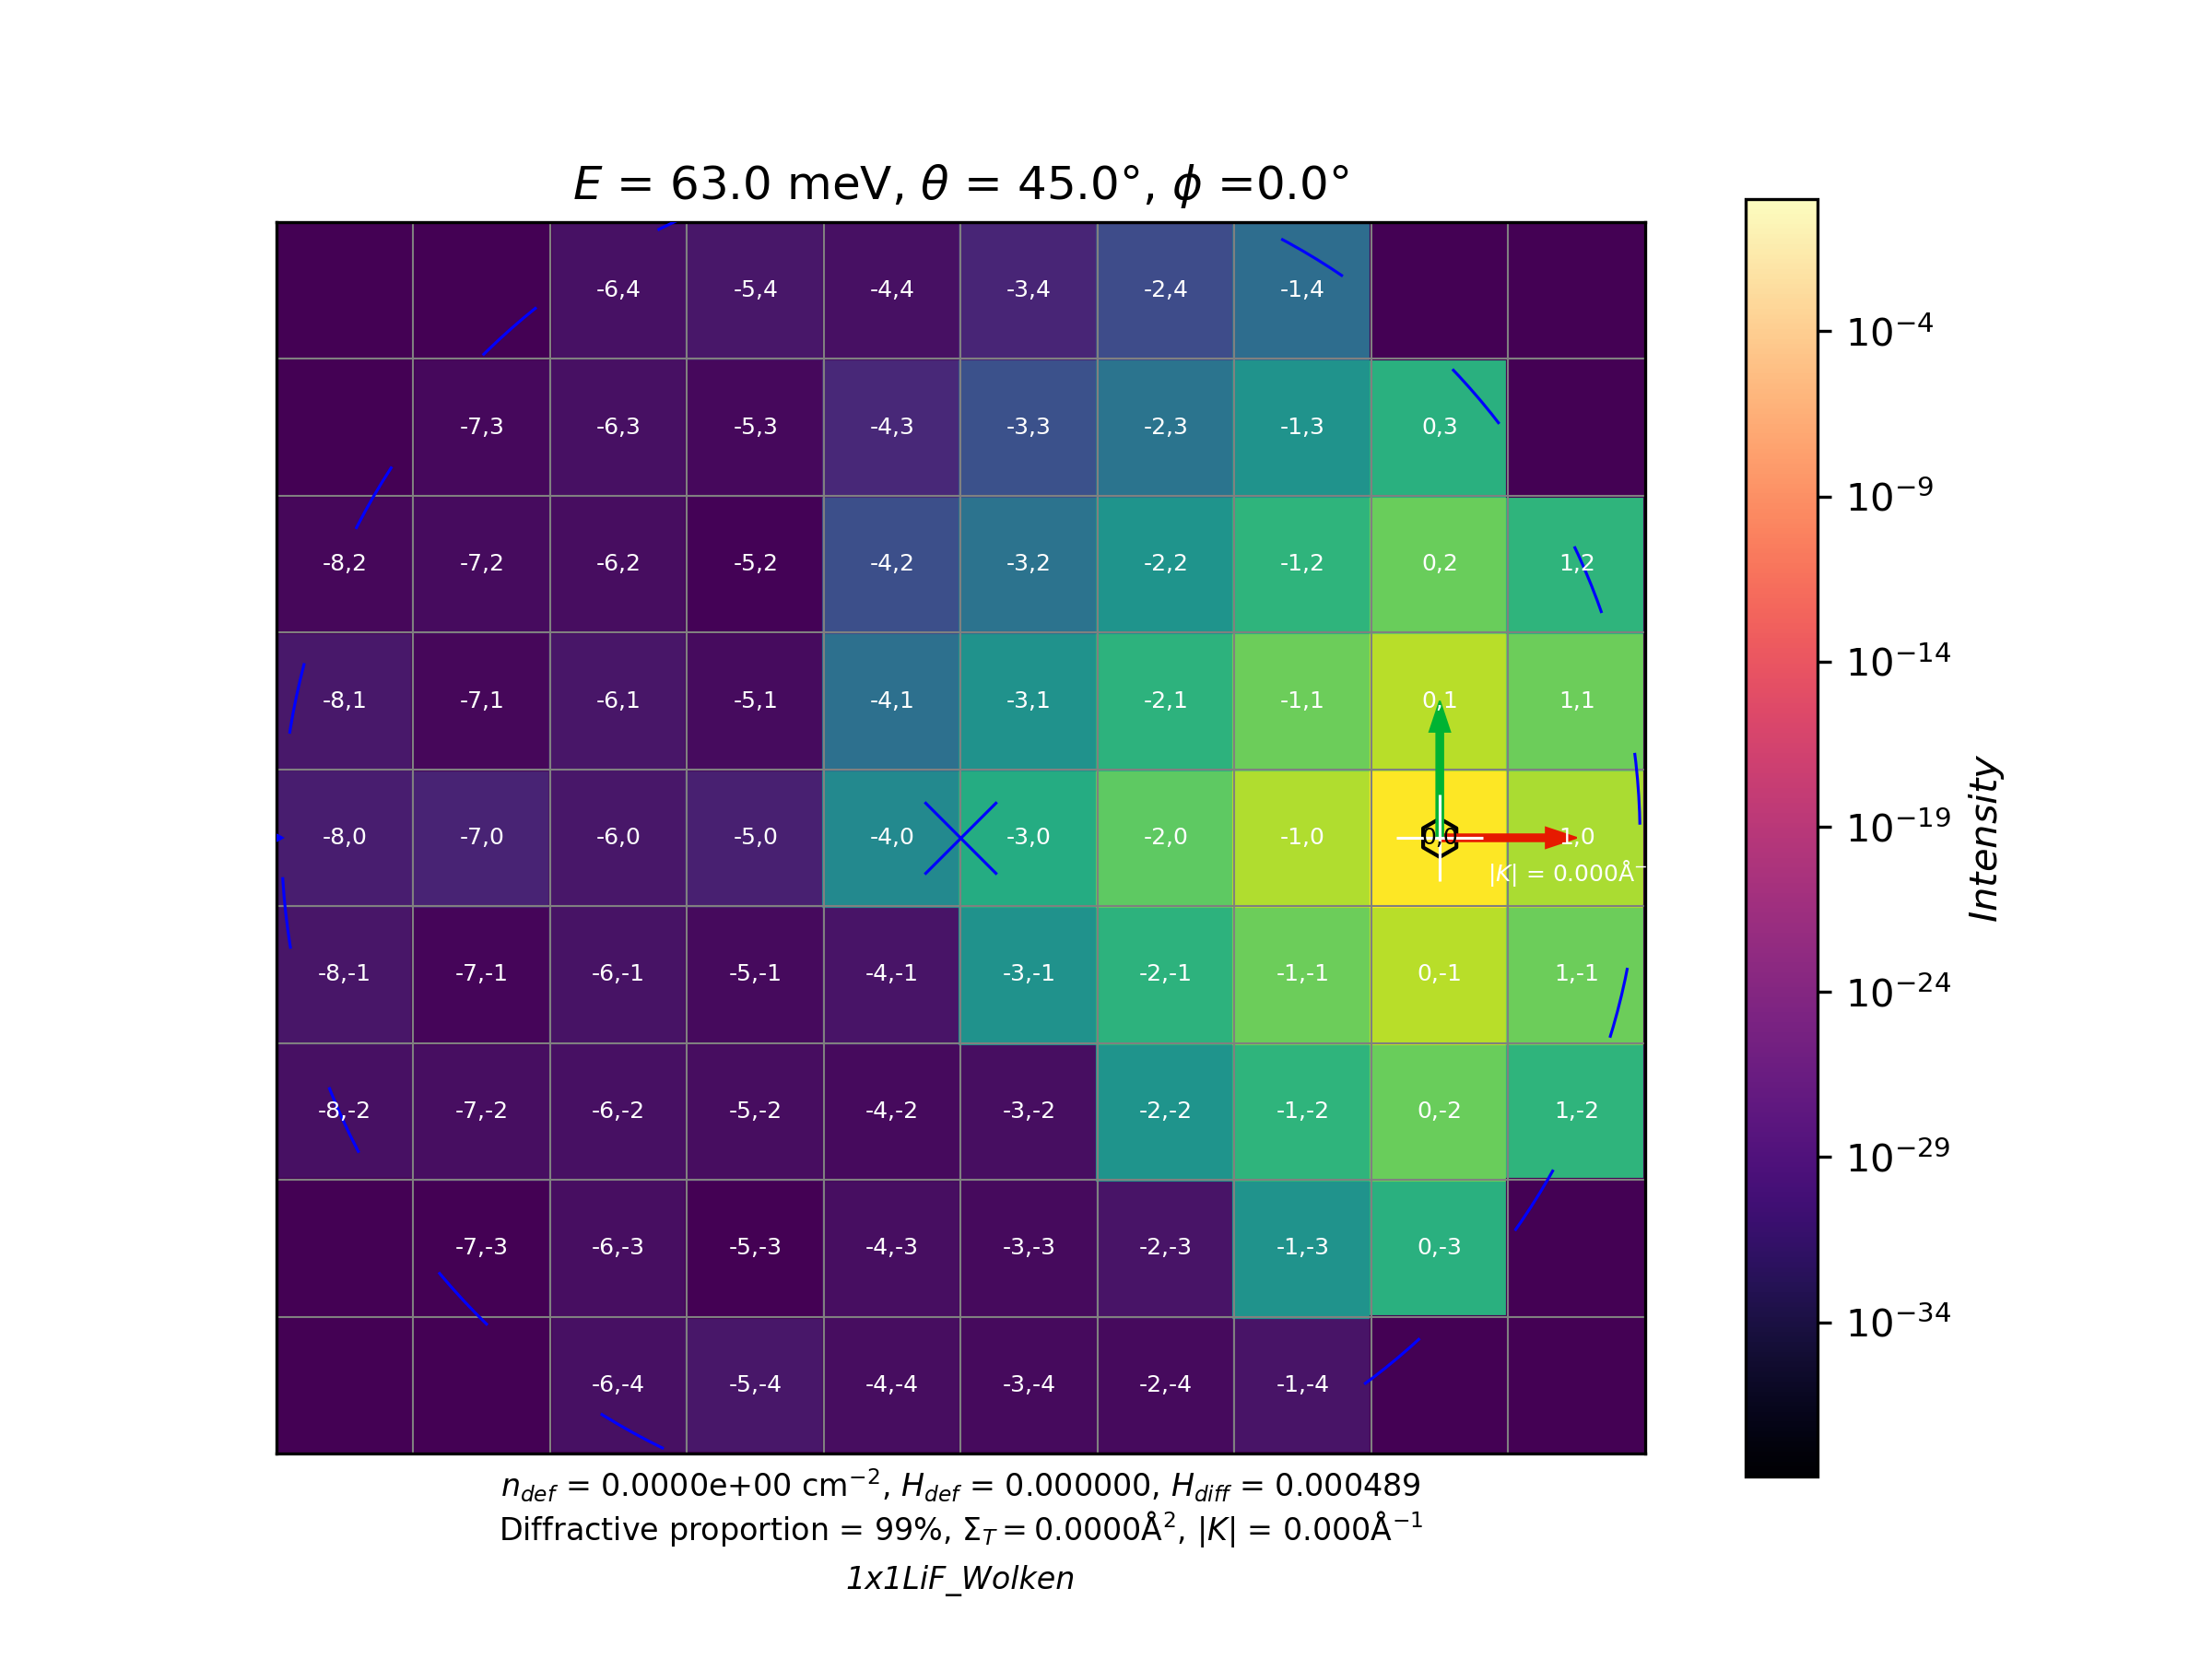 E = 63.0 meV, θ = 45.0°, ϕ =0.0°
-6,4 -5,4 -4,4 -3,4 -2,4 -1,4
-7,3 -6,3 -5,3 -4,3 -3,3 -2,3 -1,3 0,3
-8,2 -7,2 -6,2 -5,2 -4,2 -3,2 -2,2 -1,2 0,2 1,2
-8,1 -7,1 -6,1 -5,1 -4,1 -3,1 -2,1 -1,1 0,1 1,1
-8,0 -7,0 -6,0 -5,0 -4,0 -3,0 -2,0 -1,0 0,0 1,0
|K| = 0.000Å⁻
-8,-1 -7,-1 -6,-1 -5,-1 -4,-1 -3,-1 -2,-1 -1,-1 0,-1 1,-1
-8,-2 -7,-2 -6,-2 -5,-2 -4,-2 -3,-2 -2,-2 -1,-2 0,-2 1,-2
-7,-3 -6,-3 -5,-3 -4,-3 -3,-3 -2,-3 -1,-3 0,-3
-6,-4 -5,-4 -4,-4 -3,-4 -2,-4 -1,-4
10⁻⁴
10⁻⁹
10⁻¹⁴
10⁻¹⁹
10⁻²⁴
10⁻²⁹
10⁻³⁴
Intensity
n_def = 0.0000e+00 cm⁻², H_def = 0.000000, H_diff = 0.000489
Diffractive proportion = 99%, Σ_T = 0.0000Å², |K| = 0.000Å⁻¹
1x1LiF_Wolken